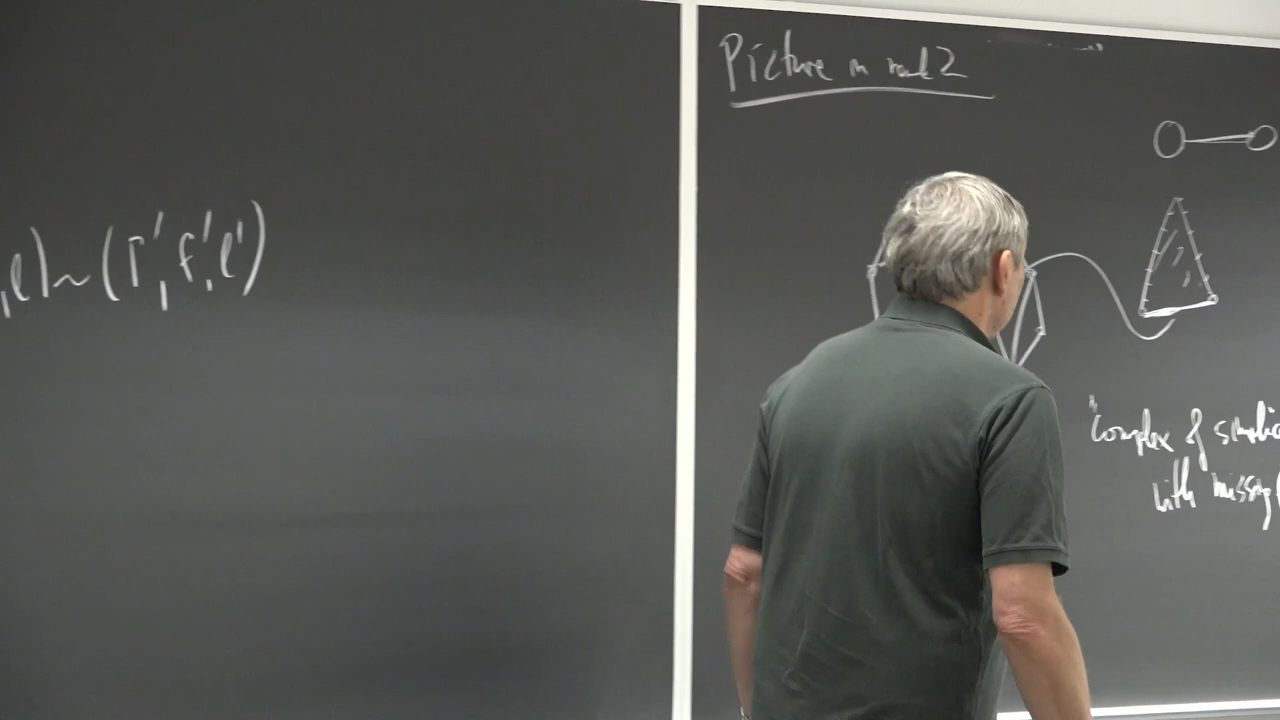 ,ℓ) ~ (Γ', f', ℓ')
Picture in rank 2
"complex of simplic
with missing f